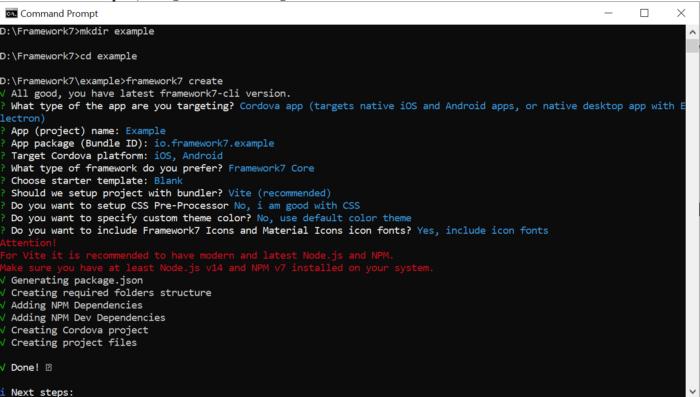 Command Prompt
D:\Framework7>mkdir example
D:\Framework7>cd example
D:\Framework7\example>framework7 create
√ All good, you have latest framework7-cli version.
? What type of the app are you targeting? Cordova app (targets native iOS and Android apps, or native desktop app with E
lectron)
? App (project) name: Example
? App package (Bundle ID): io.framework7.example
? Target Cordova platform: iOS, Android
? What type of framework do you prefer? Framework7 Core
? Choose starter template: Blank
? Should we setup project with bundler? Vite (recommended)
? Do you want to setup CSS Pre-Processor No, i am good with CSS
? Do you want to specify custom theme color? No, use default color theme
? Do you want to include Framework7 Icons and Material Icons icon fonts? Yes, include icon fonts
Attention!
For Vite it is recommended to have modern and latest Node.js and NPM.
Make sure you have at least Node.js v14 and NPM v7 installed on your system.
√ Generating package.json
√ Creating required folders structure
√ Adding NPM Dependencies
√ Adding NPM Dev Dependencies
√ Creating Cordova project
√ Creating project files
√ Done! ⍰
i Next steps: